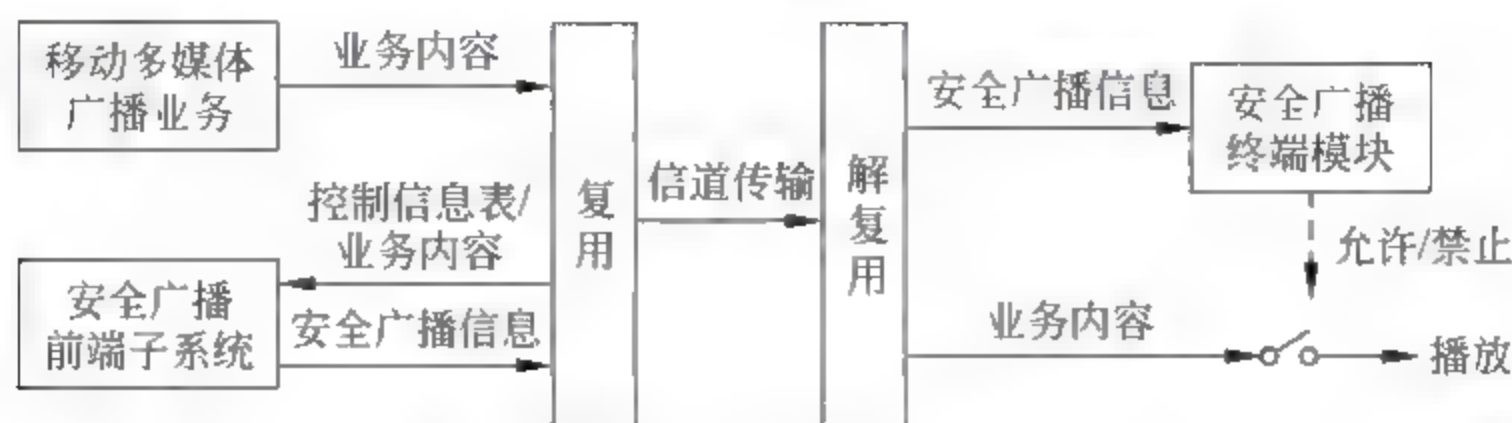 移动多媒体
广播业务
业务内容
控制信息表/
业务内容
安全广播
前端子系统
安全广播信息
复
用
信道传输
解
复
用
安全广播信息
安全广播
终端模块
允许/禁止
业务内容
播放